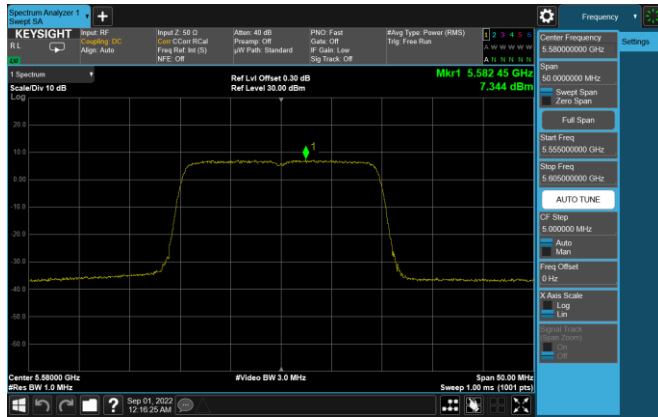 Spectrum Analyzer 1
Swept SA
+
Frequency
KEYSIGHT
R L
Input: RF
Coupling: DC
Align: Auto
Input Z: 50 Ω
Corr CCorr RCal
Freq Ref: Int (S)
NFE: Off
Atten: 40 dB
Preamp: Off
µW Path: Standard
PNO: Fast
Gate: Off
IF Gain: Low
Sig Track: Off
#Avg Type: Power (RMS)
Trig: Free Run
1 2 3 4 5 6
A W W W W W
A N N N N N
1 Spectrum
Scale/Div 10 dB
Log
Ref Lvl Offset 0.30 dB
Ref Level 30.00 dBm
Mkr1 5.582 45 GHz
7.344 dBm
20.0
10.0
0.00
-10.0
-20.0
-30.0
-40.0
-50.0
-60.0
1
Center 5.58000 GHz
#Res BW 1.0 MHz
#Video BW 3.0 MHz
Span 50.00 MHz
Sweep 1.00 ms (1001 pts)
Sep 01, 2022
12:16:25 AM
Center Frequency
5.580000000 GHz
Settings
Span
50.0000000 MHz
Swept Span
Zero Span
Full Span
Start Freq
5.555000000 GHz
Stop Freq
5.605000000 GHz
AUTO TUNE
CF Step
5.000000 MHz
Auto
Man
Freq Offset
0 Hz
X Axis Scale
Log
Lin
Signal Track
(Span Zoom)
On
Off